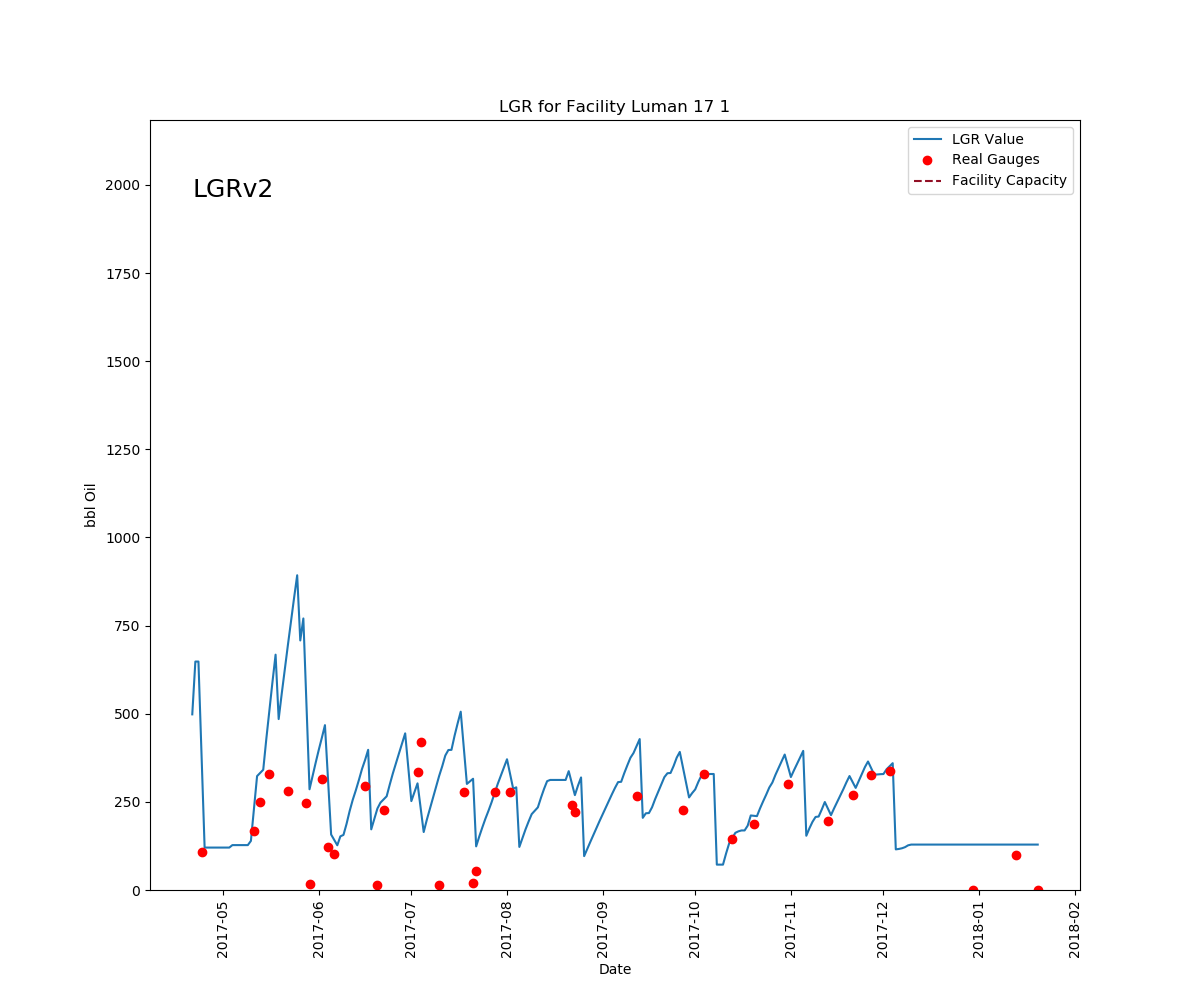 LGR for Facility Luman 17 1
LGR Value
Real Gauges
Facility Capacity
LGRv2
2000
1750
1500
1250
1000
750
500
250
0
bbl Oil
2017-05
2017-06
2017-07
2017-08
2017-09
2017-10
2017-11
2017-12
2018-01
2018-02
Date